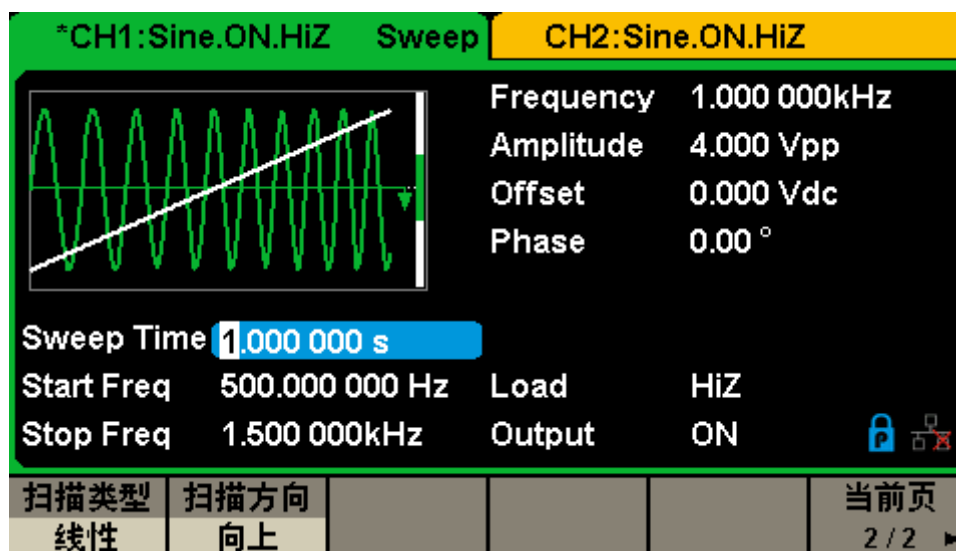 *CH1:Sine.ON.HiZ Sweep CH2:Sine.ON.HiZ
Frequency 1.000 000kHz
Amplitude 4.000 Vpp
Offset 0.000 Vdc
Phase 0.00 °
Sweep Time 1.000 000 s
Start Freq 500.000 000 Hz Load HiZ
Stop Freq 1.500 000kHz Output ON
P
扫描类型 扫描方向 当前页
线性 向上 2/2